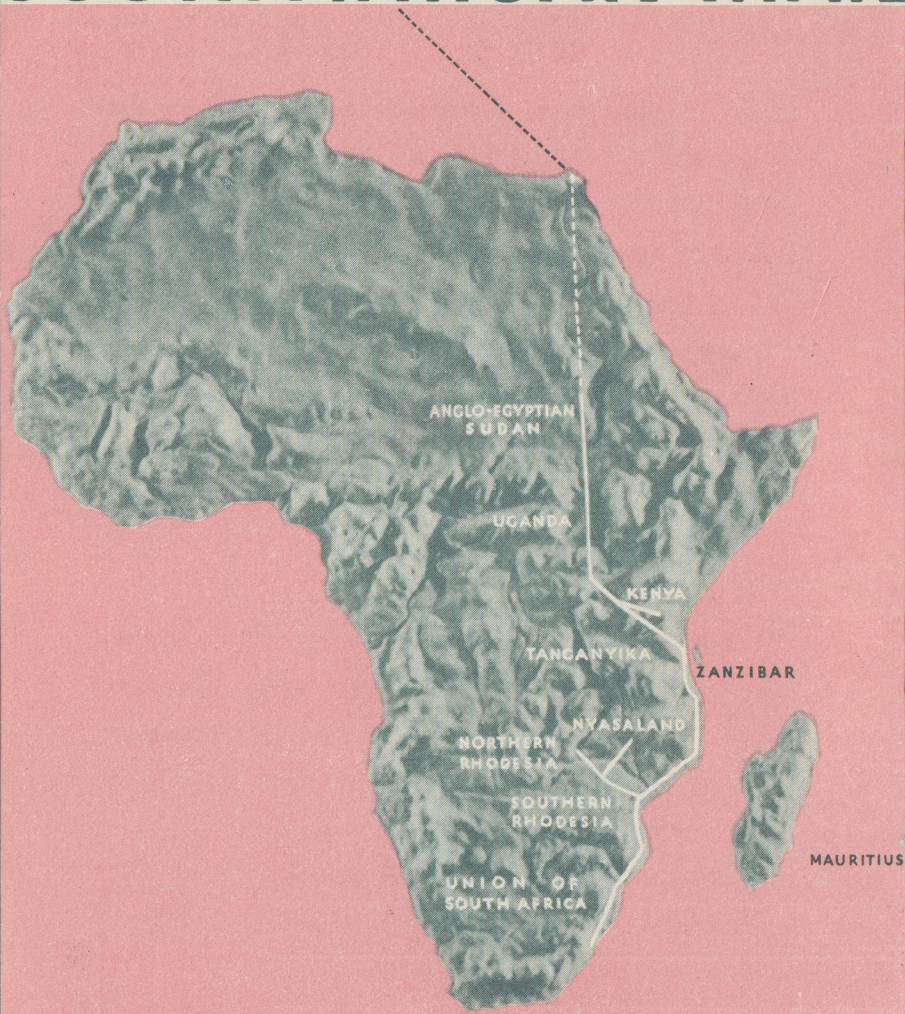 ANGLO-EGYPTIAN
SUDAN
UGANDA
KENYA
TANGANYIKA
ZANZIBAR
NYASALAND
NORTHERN
RHODESIA
SOUTHERN
RHODESIA
MAURITIUS
UNION OF
SOUTH AFRICA